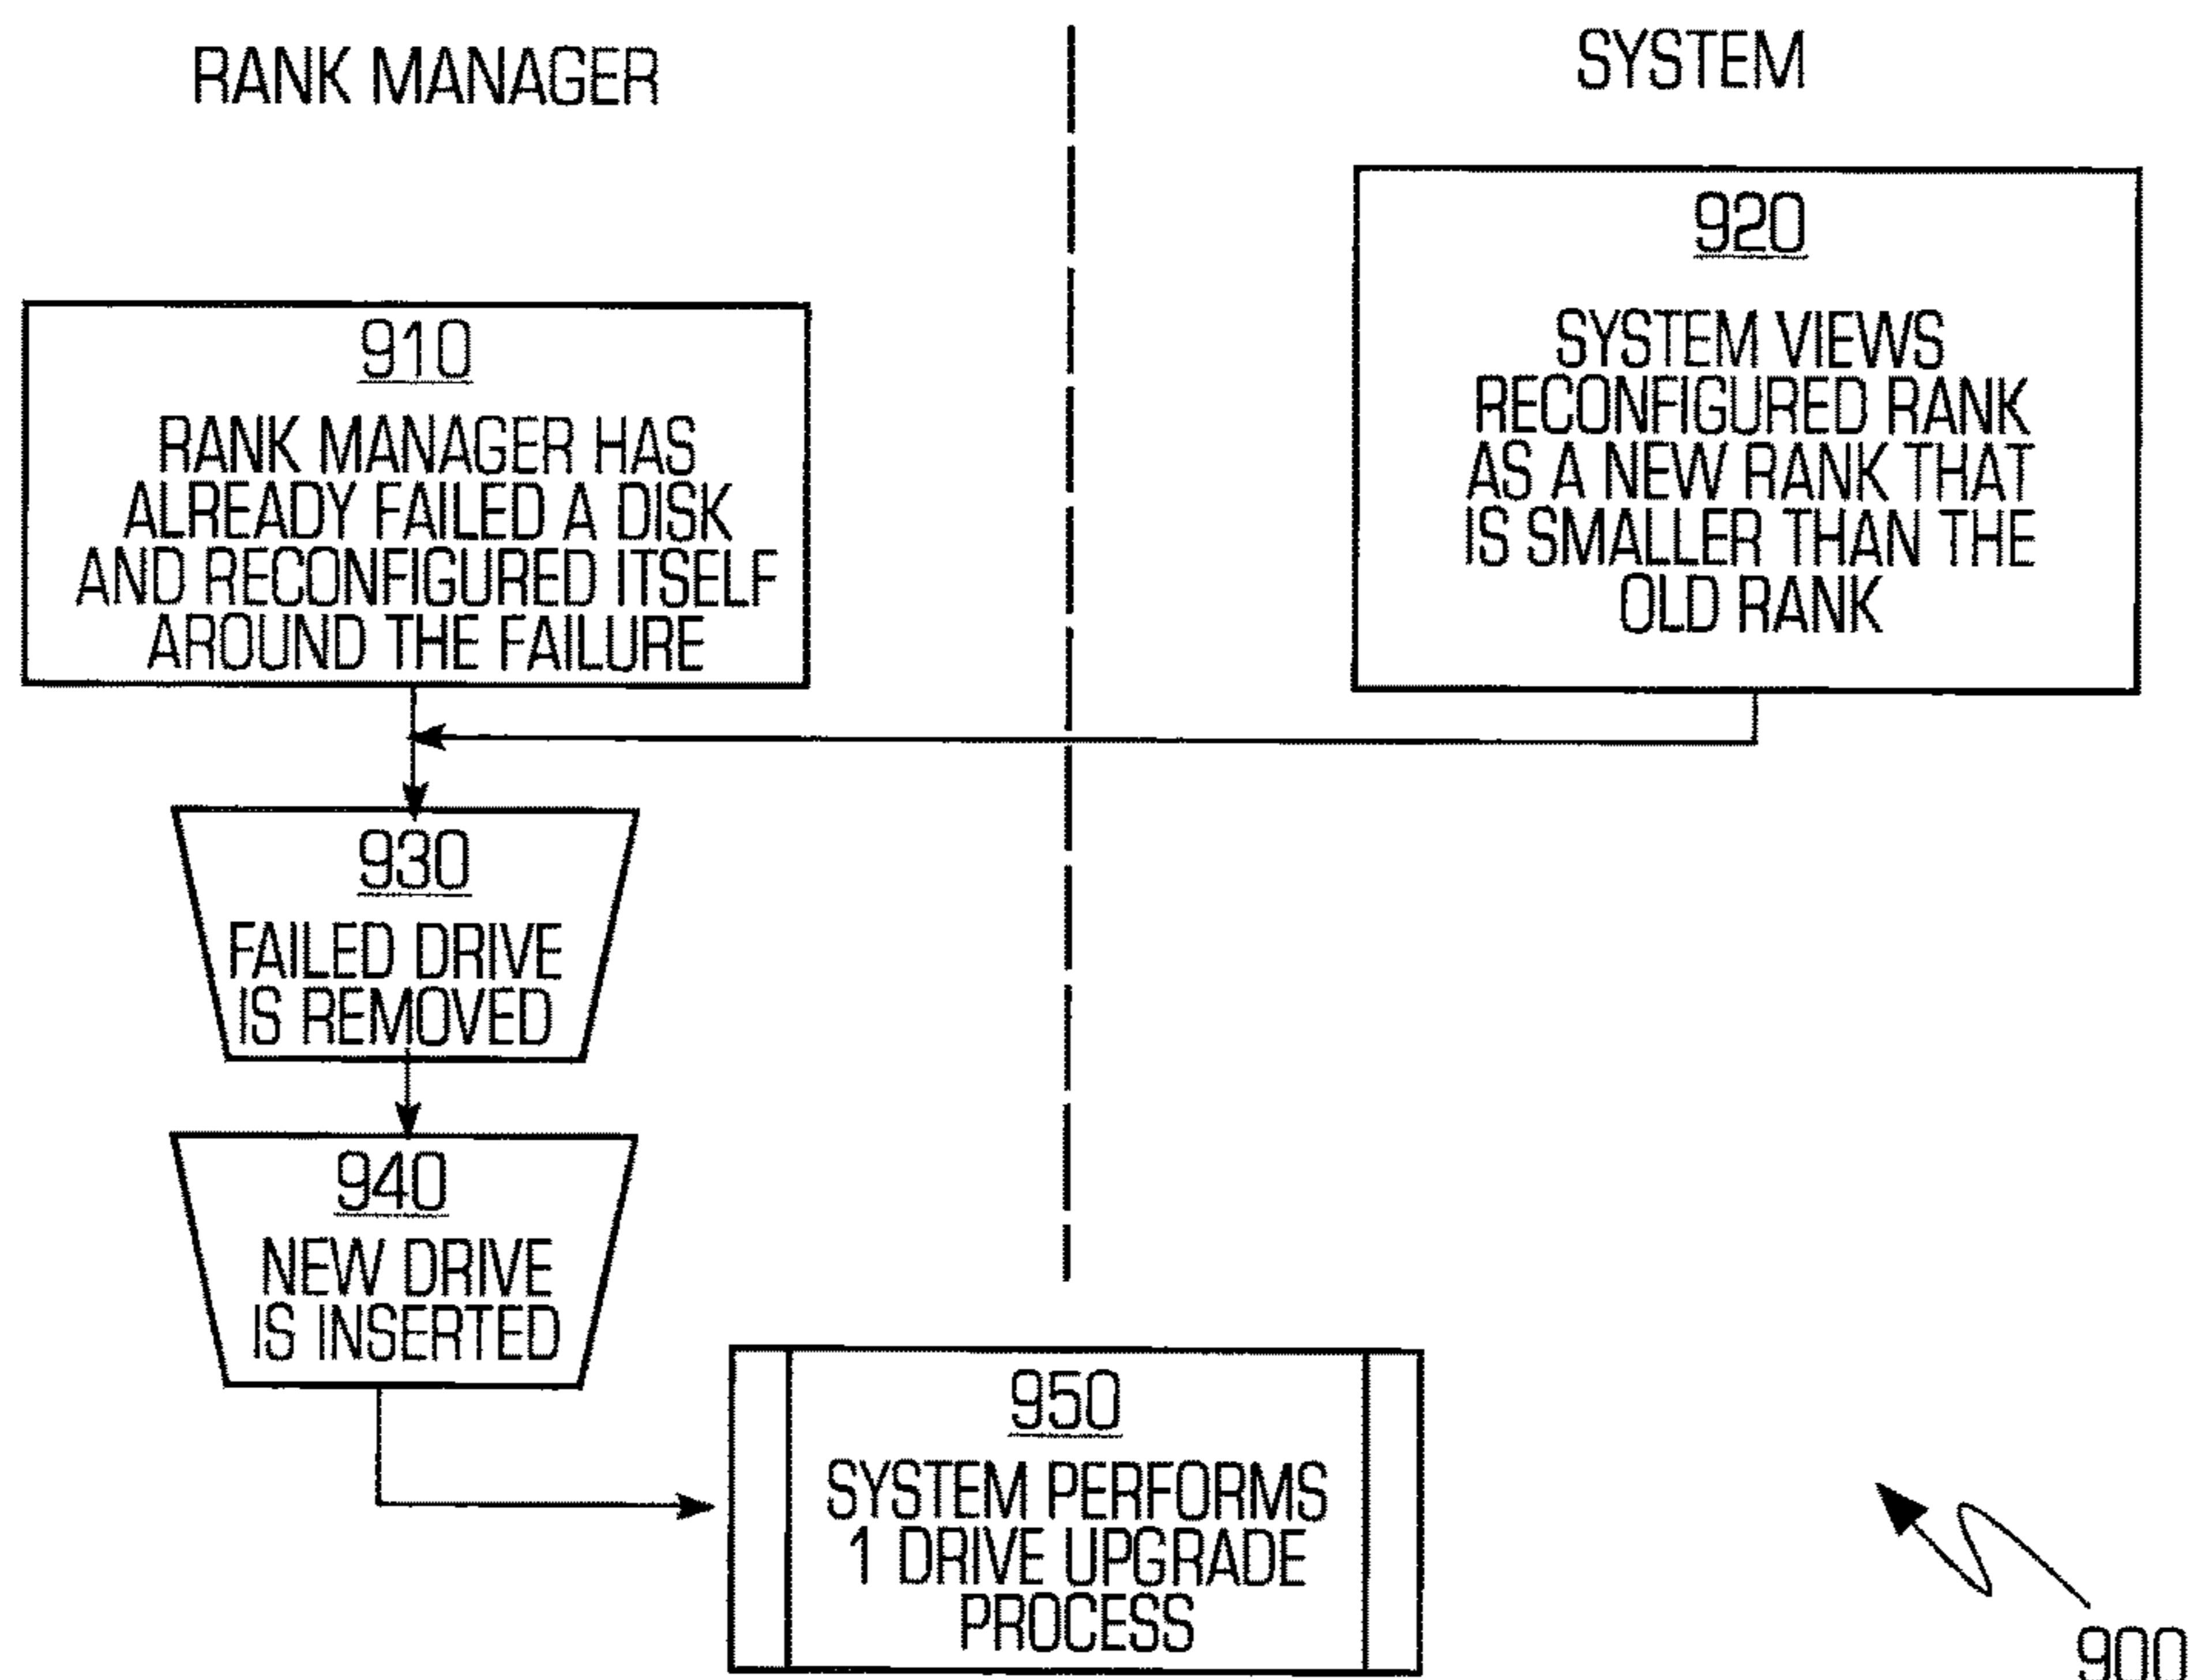 RANK MANAGER
SYSTEM
910
RANK MANAGER HAS
ALREADY FAILED A DISK
AND RECONFIGURED ITSELF
AROUND THE FAILURE
920
SYSTEM VIEWS
RECONFIGURED RANK
AS A NEW RANK THAT
IS SMALLER THAN THE
OLD RANK
930
FAILED DRIVE
IS REMOVED
940
NEW DRIVE
IS INSERTED
950
SYSTEM PERFORMS
1 DRIVE UPGRADE
PROCESS
900